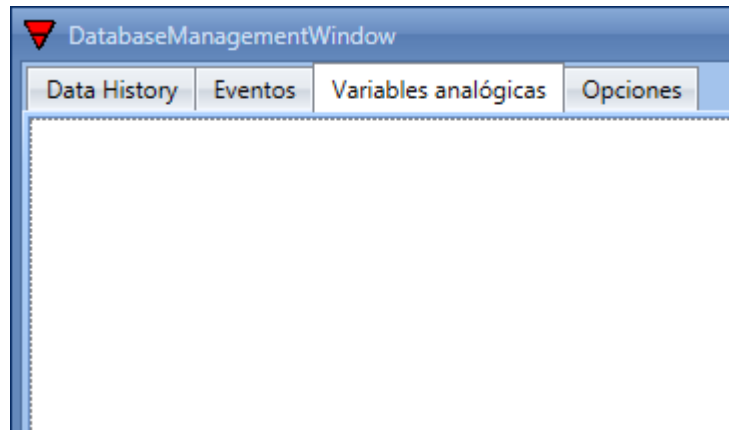 DatabaseManagementWindow
Data History Eventos Variables analógicas Opciones